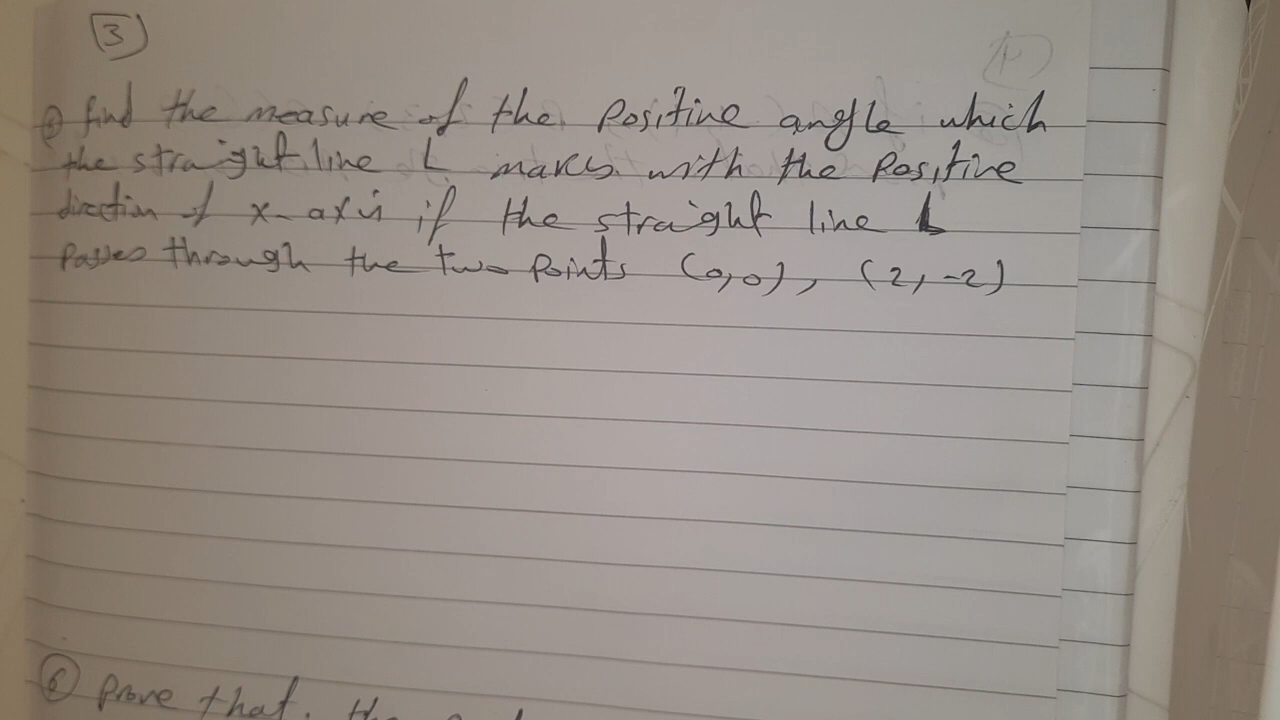 3
find the measure of the positive angle which
the straight line L makes with the positive
direction of x-axis if the straight line L
passes through the two points (0,0), (2,-2)
6 prove that